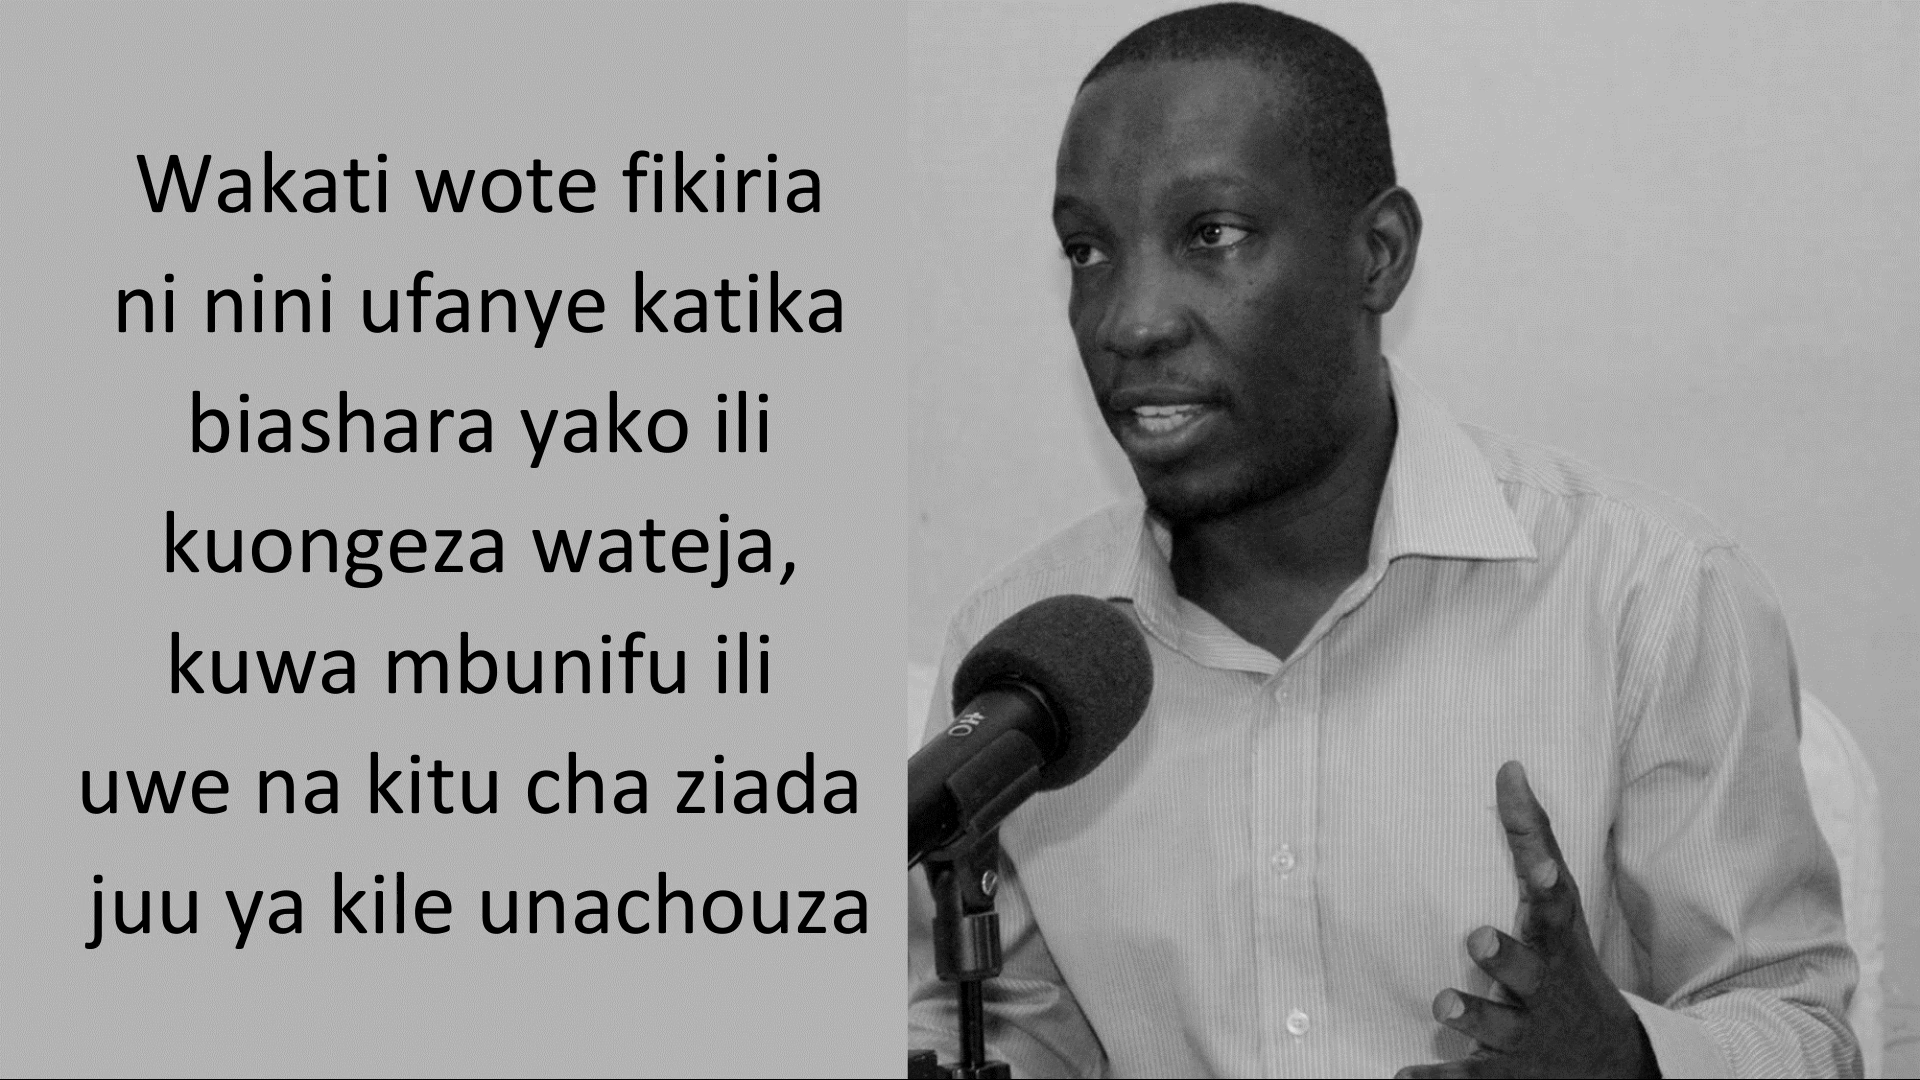 Wakati wote fikiria
ni nini ufanye katika
biashara yako ili
kuongeza wateja,
kuwa mbunifu ili
uwe na kitu cha ziada
juu ya kile unachouza